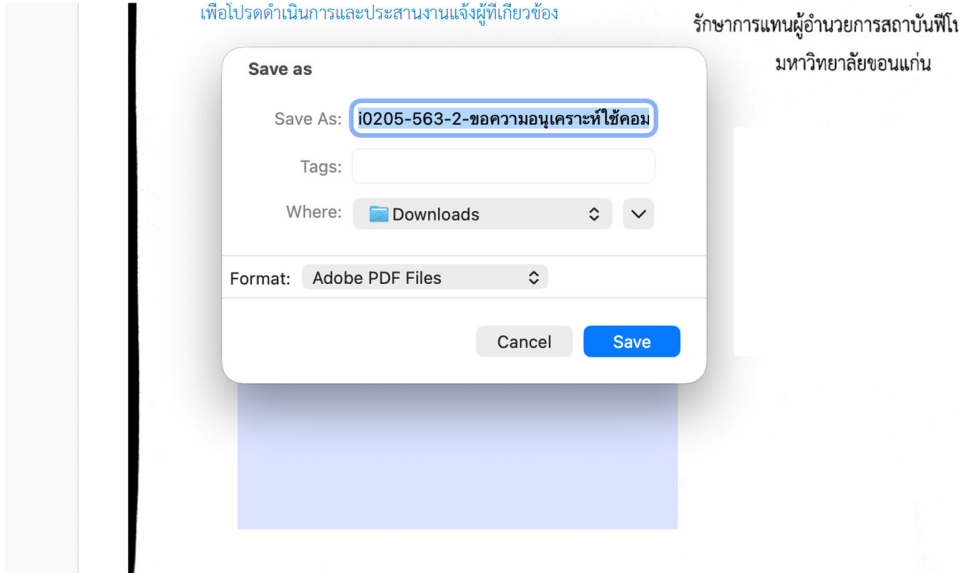 เพื่อโปรดดำเนินการและประสานงานแจ้งผู้ที่เกี่ยวข้อง
รักษาการแทนผู้อำนวยการสถาบัน
มหาวิทยาลัยขอนแก่น
Save as
Save As: i0205-563-2-ขอความอนุเคราะห์ใช้คอม
Tags:
Where: Downloads
Format: Adobe PDF Files
Cancel Save